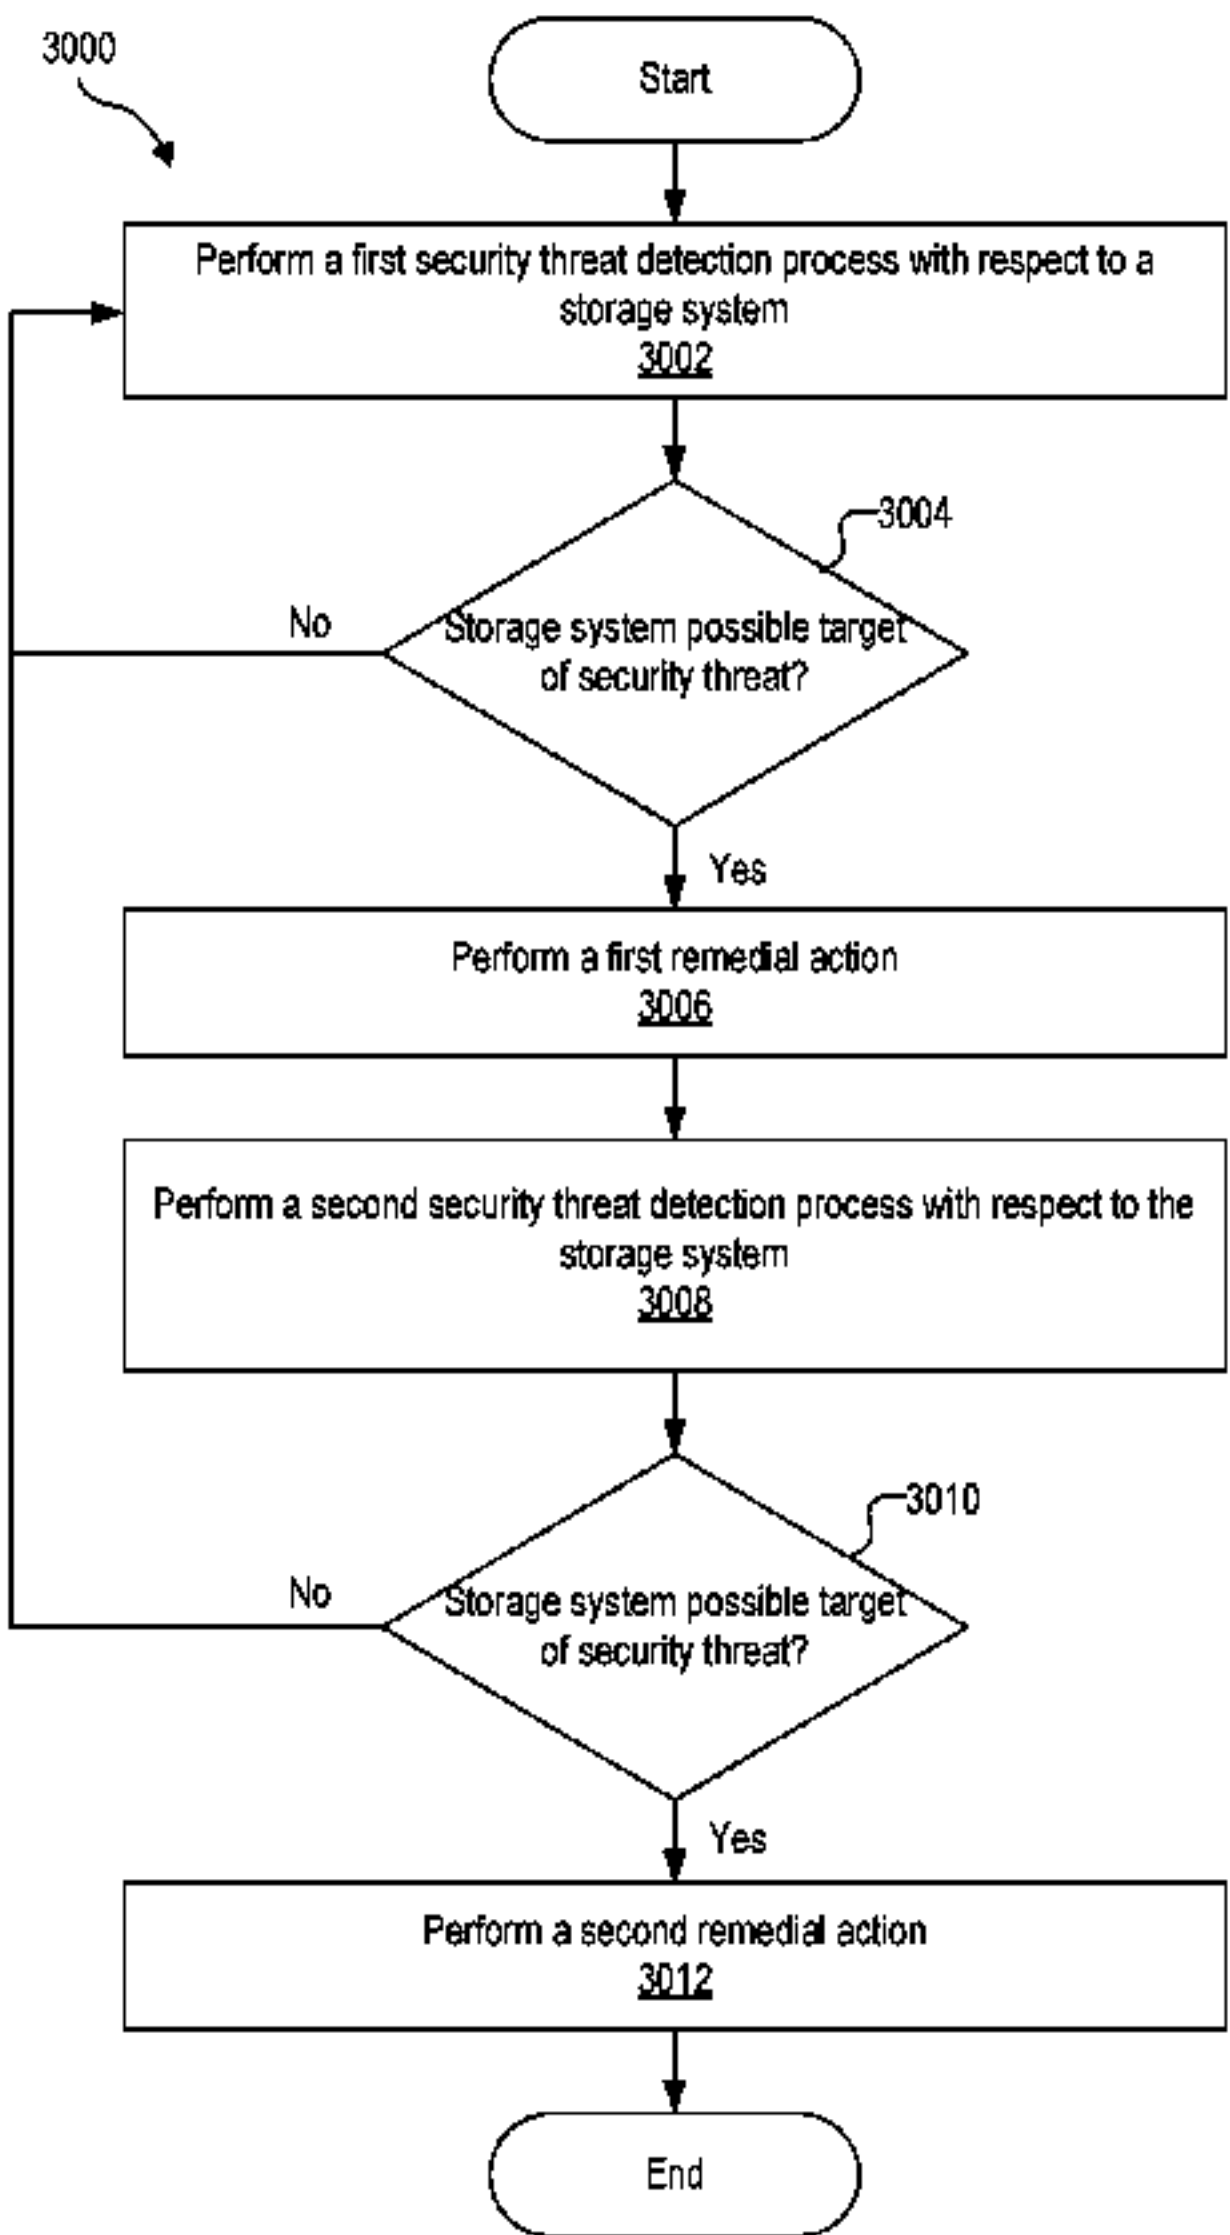 3000
Start
Perform a first security threat detection process with respect to a
storage system
3002
3004
No
Storage system possible target
of security threat?
Yes
Perform a first remedial action
3006
Perform a second security threat detection process with respect to the
storage system
3008
3010
No
Storage system possible target
of security threat?
Yes
Perform a second remedial action
3012
End